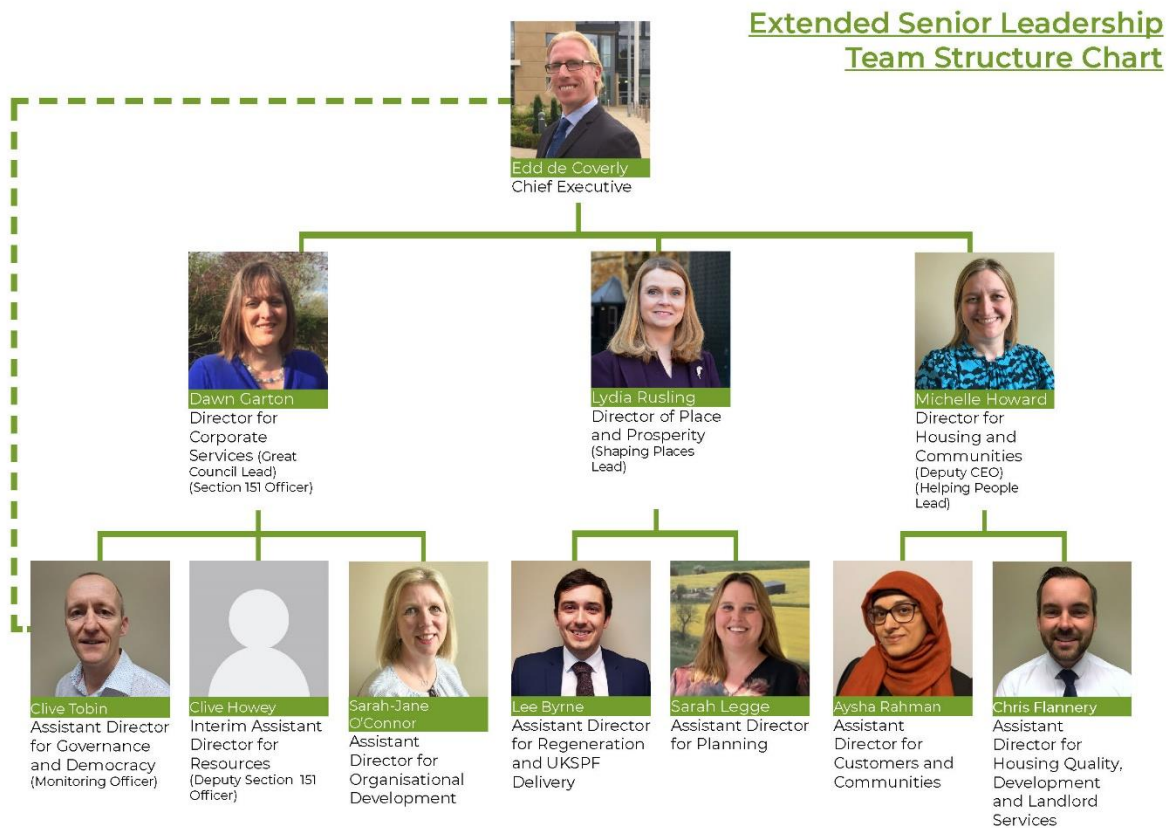 Extended Senior Leadership
Team Structure Chart
Edd de Coverly
Chief Executive
Dawn Garton
Director for
Corporate
Services (Great
Council Lead)
(Section 151 Officer)
Lydia Rusling
Director of Place
and Prosperity
(Shaping Places
Lead)
Michelle Howard
Director for
Housing and
Communities
(Deputy CEO)
(Helping People
Lead)
Clive Tobin
Assistant Director
for Governance
and Democracy
(Monitoring Officer)
Clive Howey
Interim Assistant
Director for
Resources
(Deputy Section 151
Officer)
Sarah-Jane
O'Connor
Assistant
Director for
Organisational
Development
Lee Byrne
Assistant Director
for Regeneration
and UKSPF
Delivery
Sarah Legge
Assistant Director
for Planning
Aysha Rahman
Assistant
Director for
Customers and
Communities
Chris Flannery
Assistant
Director for
Housing Quality,
Development
and Landlord
Services